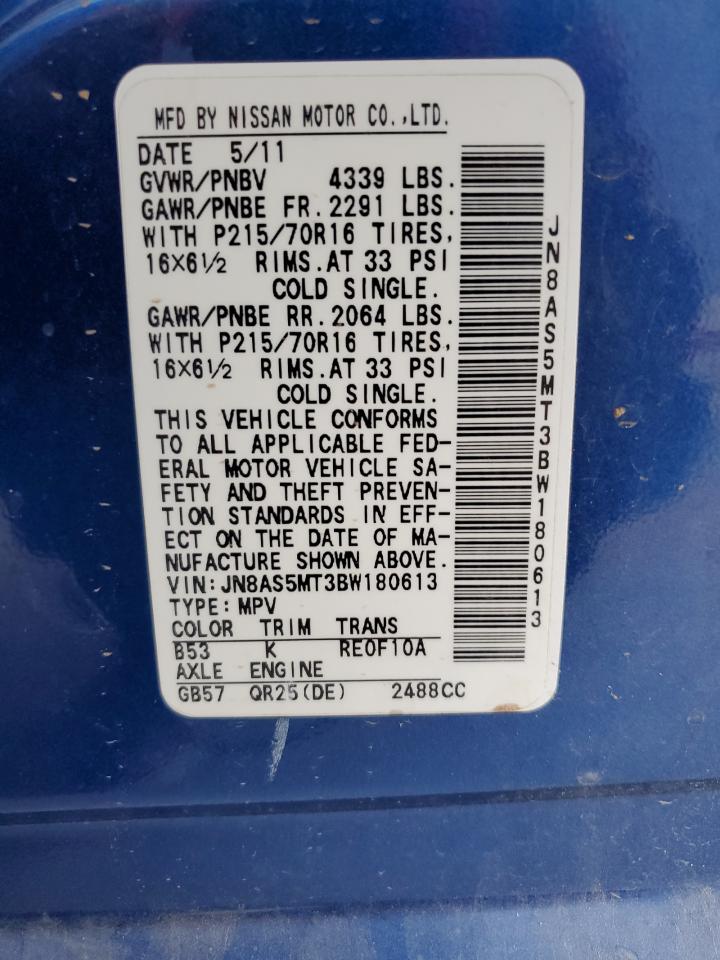 MFD BY NISSAN MOTOR CO.,LTD.
DATE 5/11
GVWR/PNBV 4339 LBS.
GAWR/PNBE FR.2291 LBS.
WITH P215/70R16 TIRES,
16X6½ RIMS.AT 33 PSI
COLD SINGLE.
GAWR/PNBE RR.2064 LBS.
WITH P215/70R16 TIRES,
16X6½ RIMS.AT 33 PSI
COLD SINGLE.
THIS VEHICLE CONFORMS
TO ALL APPLICABLE FED-
ERAL MOTOR VEHICLE SA-
FETY AND THEFT PREVEN-
TION STANDARDS IN EFF-
ECT ON THE DATE OF MA-
NUFACTURE SHOWN ABOVE.
VIN:JN8AS5MT3BW180613
TYPE:MPV
COLOR TRIM TRANS
B53 K RE0F10A
AXLE ENGINE
GB57 QR25(DE) 2488CC
JN8AS5MT3BW180613